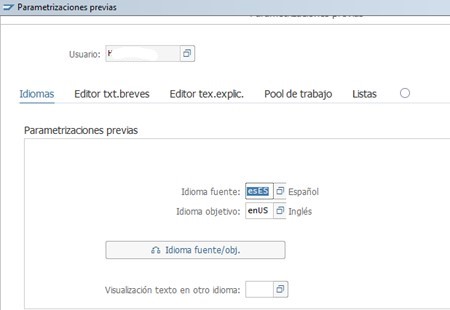 Parametrizaciones previas
Parametrizaciones previas
Usuario:
Idiomas Editor txt.breves Editor tex.explic. Pool de trabajo Listas
Parametrizaciones previas
Idioma fuente: esES Español
Idioma objetivo: enUS Inglés
Idioma fuente/obj.
Visualización texto en otro idioma: